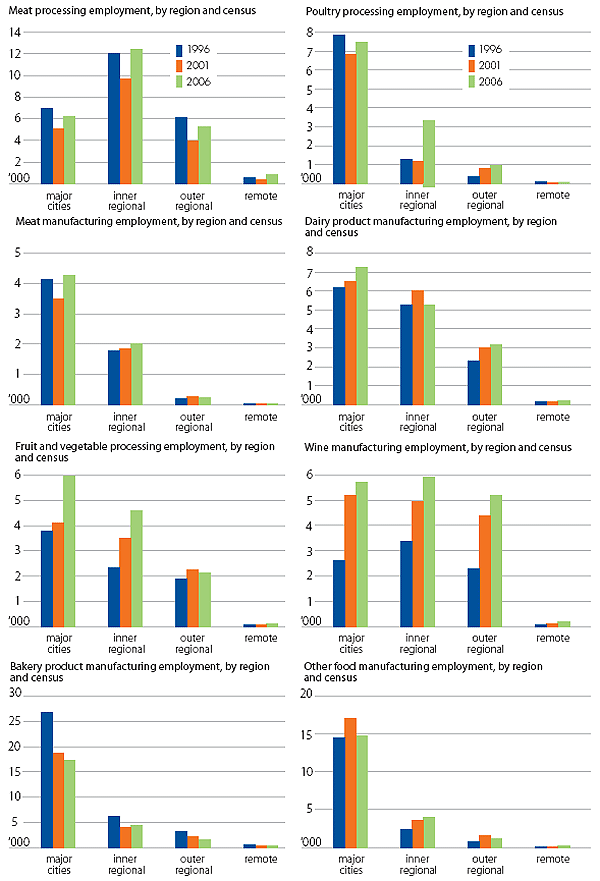 Meat processing employment, by region and census
14
12
10
8
6
4
2
'000
1996
2001
2006
major cities
inner regional
outer regional
remote
Poultry processing employment, by region and census
8
7
6
5
4
3
2
1
'000
1996
2001
2006
major cities
inner regional
outer regional
remote
Meat manufacturing employment, by region and census
5
4
3
2
1
'000
major cities
inner regional
outer regional
remote
Dairy product manufacturing employment, by region
and census
8
7
6
5
4
3
2
1
'000
major cities
inner regional
outer regional
remote
Fruit and vegetable processing employment, by region
and census
6
5
4
3
2
1
'000
major cities
inner regional
outer regional
remote
Wine manufacturing employment, by region and census
6
5
4
3
2
1
'000
major cities
inner regional
outer regional
remote
Bakery product manufacturing employment, by region
and census
30
25
20
15
10
5
'000
major cities
inner regional
outer regional
remote
Other food manufacturing employment, by region
and census
20
15
10
5
'000
major cities
inner regional
outer regional
remote